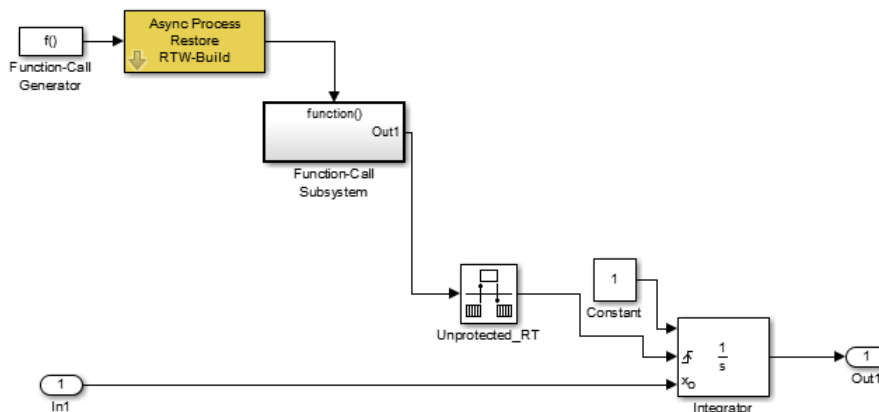 f()
Function-Call
Generator
Async Process
Restore
RTW-Build
function()
Out1
Function-Call
Subsystem
Unprotected_RT
1
Constant
1
s
xo
Integrator
1
Out1
1
In1